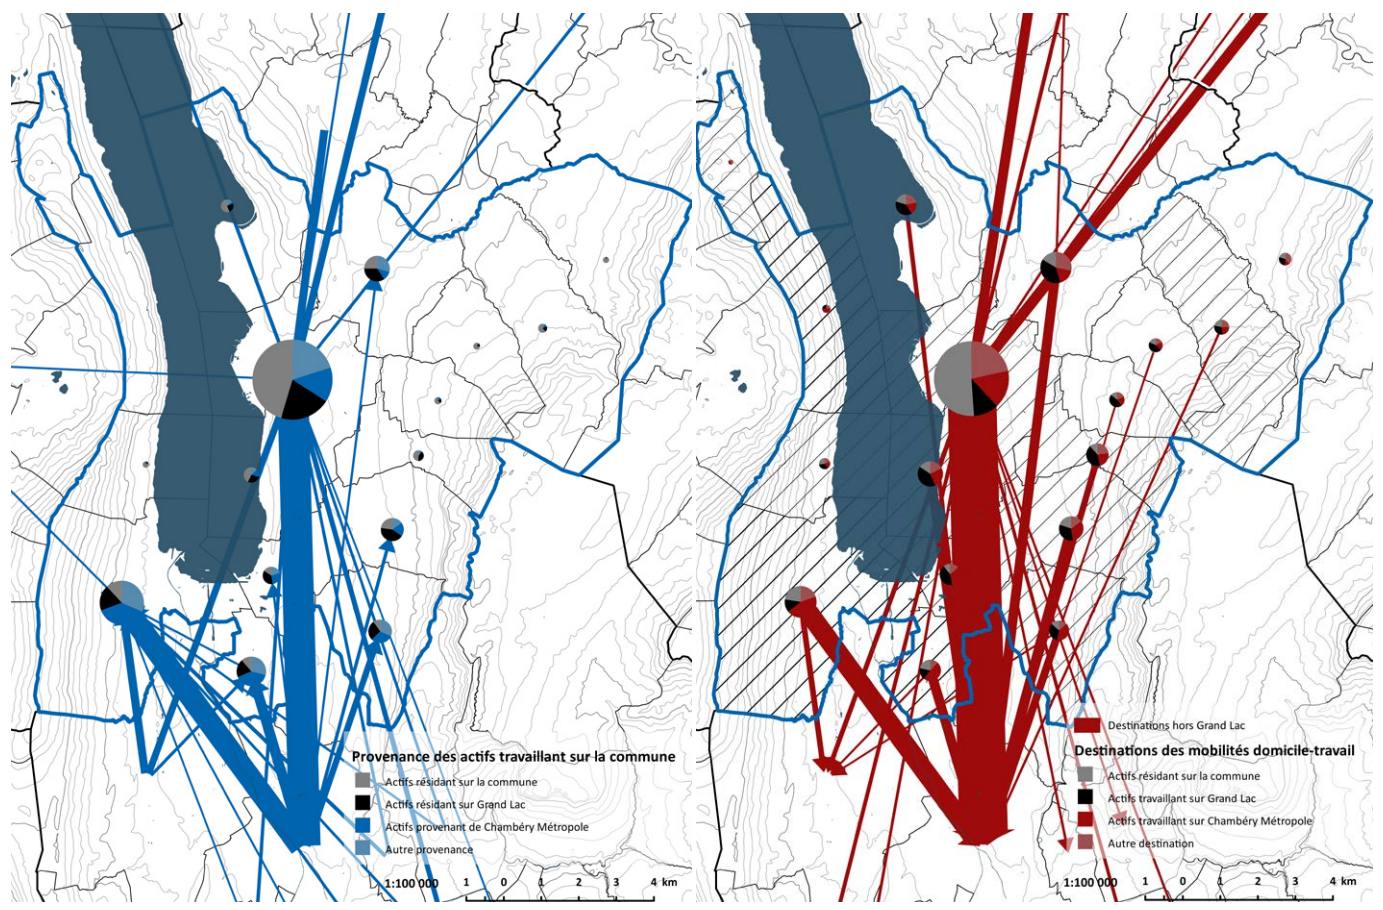 Provenance des actifs travaillant sur la commune
Actifs résidant sur la commune
Actifs résidant sur Grand Lac
Actifs provenant de Chambéry Métropole
Autre provenance
1:100 000
1 0 1 2 3 4 km
Destinations hors Grand Lac
Destinations des mobilités domicile-travail
Actifs résidant sur la commune
Actifs travaillant sur Grand Lac
Actifs travaillant sur Chambéry Métropole
Autre destination
1:100 000
1 0 1 2 3 4 km